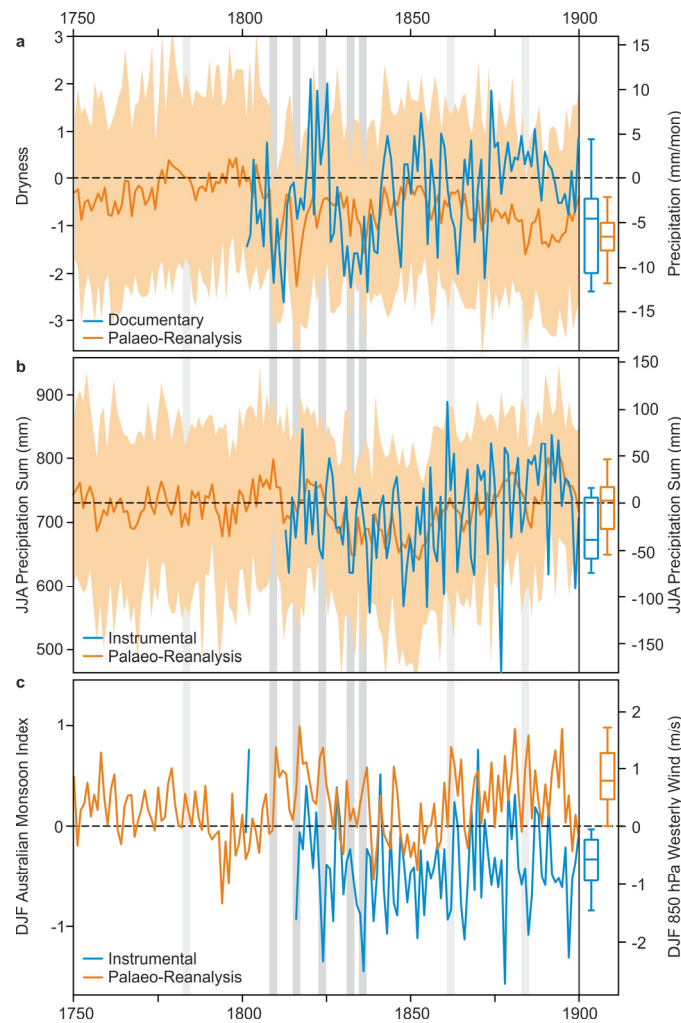 1750 1800 1850 1900
a
3
2
1
0
-1
-2
-3
Dryness
15
10
5
0
-5
-10
-15
Precipitation (mm/mon)
Documentary
Palaeo-Reanalysis
b
900
800
700
600
500
JJA Precipitation Sum (mm)
150
100
50
0
-50
-100
-150
JJA Precipitation Sum (mm)
Instrumental
Palaeo-Reanalysis
c
1
0
-1
DJF Australian Monsoon Index
2
1
0
-1
-2
DJF 850 hPa Westerly Wind (m/s)
Instrumental
Palaeo-Reanalysis
1750 1800 1850 1900